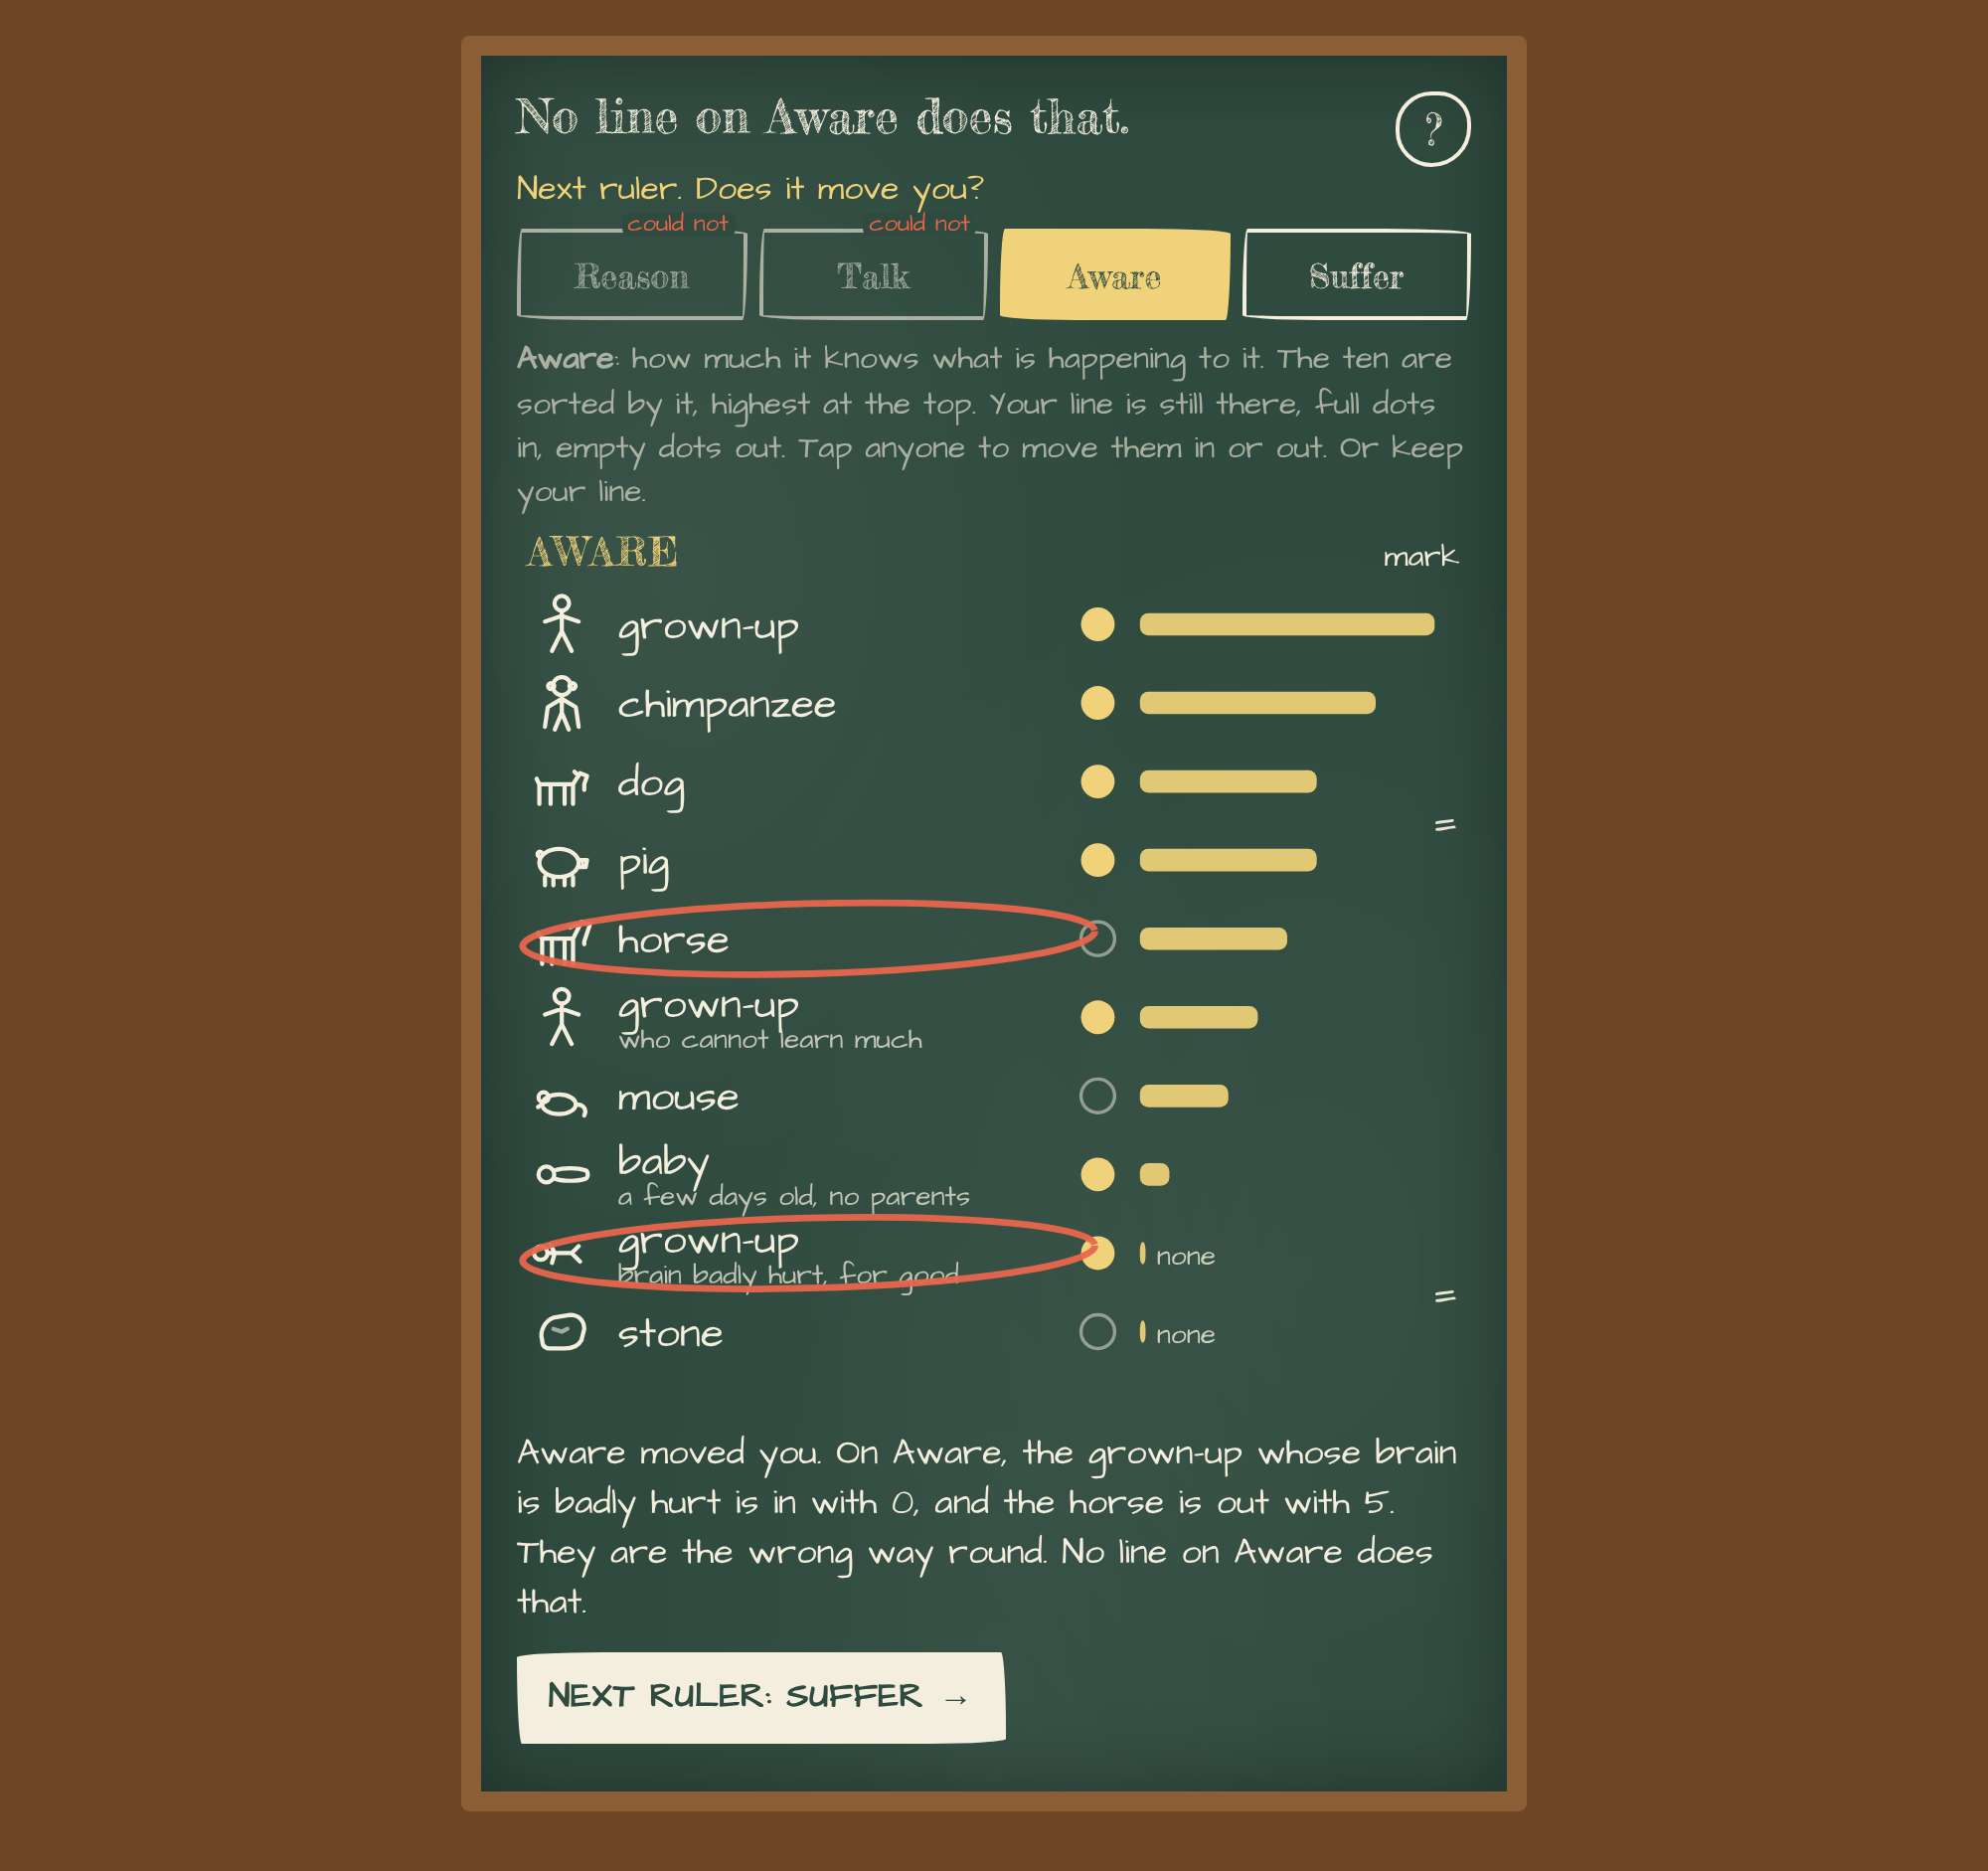 No line on Aware does that.
?
Next ruler. Does it move you?
could not
could not
Reason
Talk
Aware
Suffer
Aware: how much it knows what is happening to it. The ten are
sorted by it, highest at the top. Your line is still there, full dots
in, empty dots out. Tap anyone to move them in or out. Or keep
your line.
AWARE
mark
grown-up
chimpanzee
dog
=
pig
horse
grown-up
who cannot learn much
mouse
baby
a few days old, no parents
grown-up
none
brain badly hurt, for good
=
stone
none
Aware moved you. On Aware, the grown-up whose brain
is badly hurt is in with 0, and the horse is out with 5.
They are the wrong way round. No line on Aware does
that.
NEXT RULER: SUFFER →